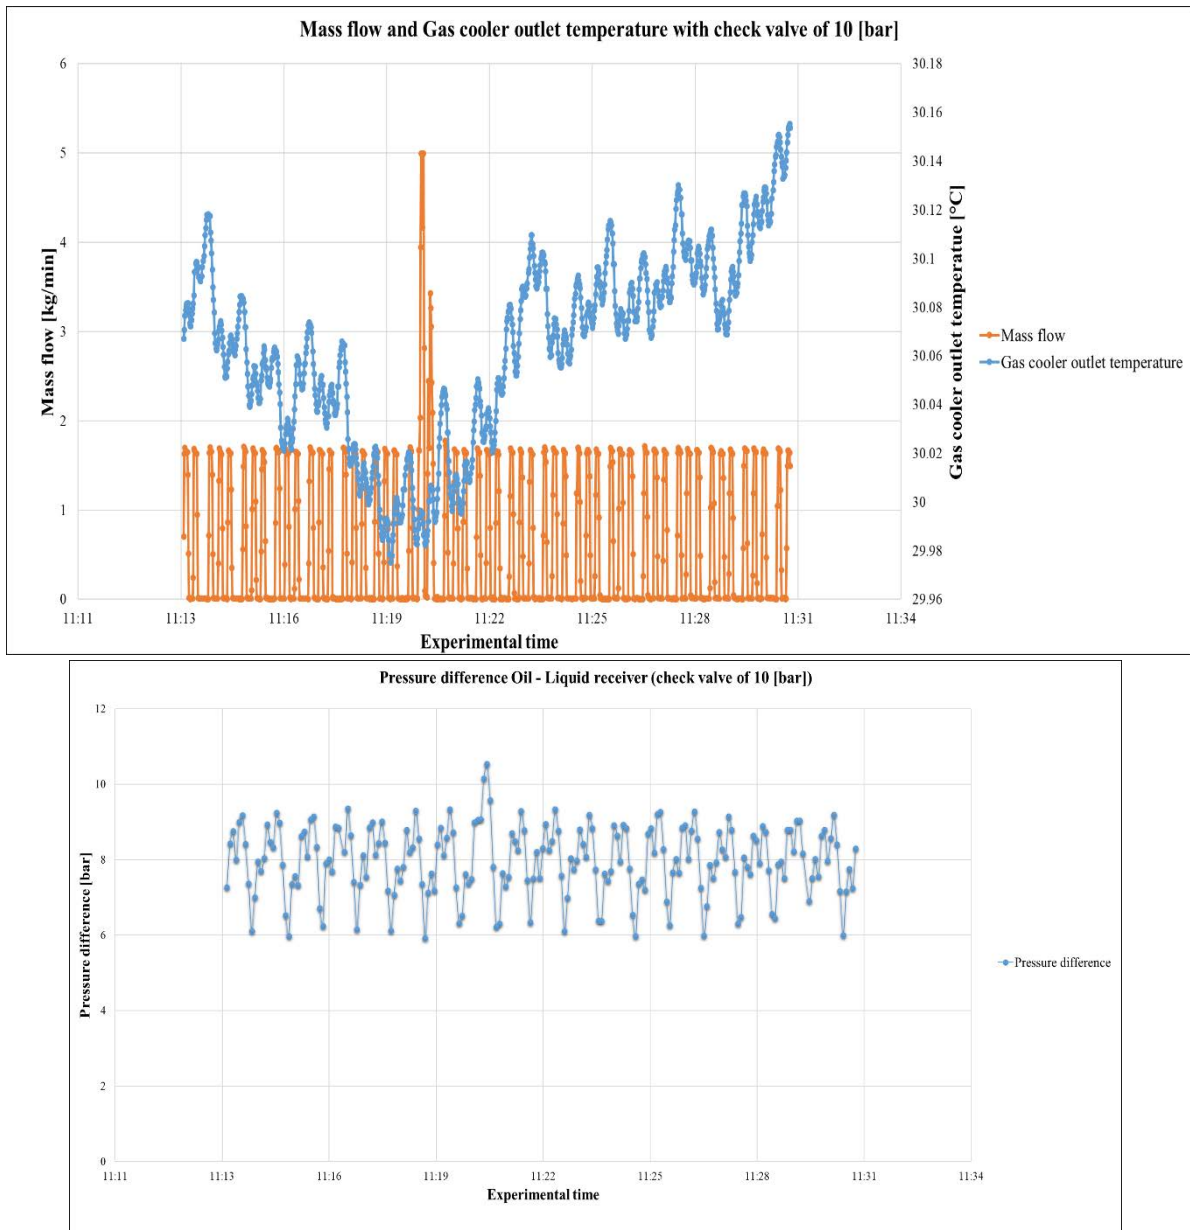 Mass flow and Gas cooler outlet temperature with check valve of 10 [bar]
6
5
4
3
2
1
0
Mass flow [kg/min]
30.18
30.16
30.14
30.12
30.1
30.08
30.06
30.04
30.02
30
29.98
29.96
Gas cooler outlet temperatue [°C]
Mass flow
Gas cooler outlet temperature
11:11 11:13 11:16 11:19 11:22 11:25 11:28 11:31 11:34
Experimental time
Pressure difference Oil - Liquid receiver (check valve of 10 [bar])
12
10
8
6
4
2
0
Pressure difference [bar]
Pressure difference
11:11 11:13 11:16 11:19 11:22 11:25 11:28 11:31 11:34
Experimental time